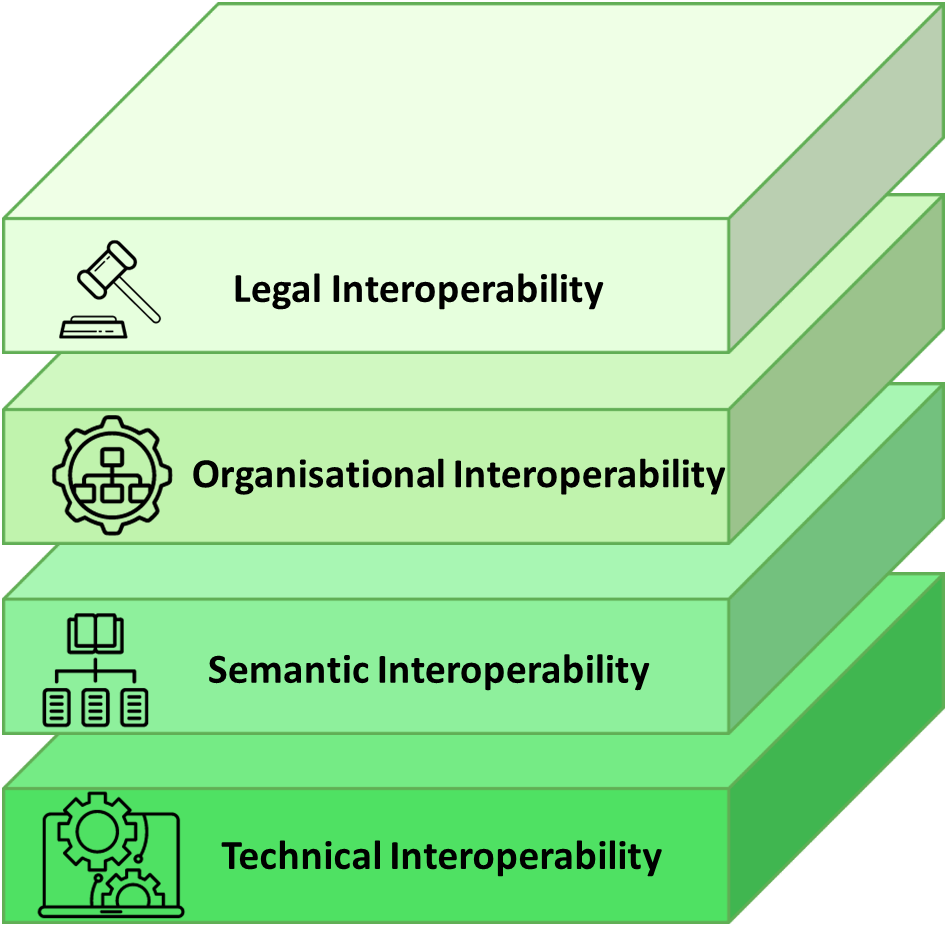 Legal Interoperability
Organisational Interoperability
Semantic Interoperability
Technical Interoperability